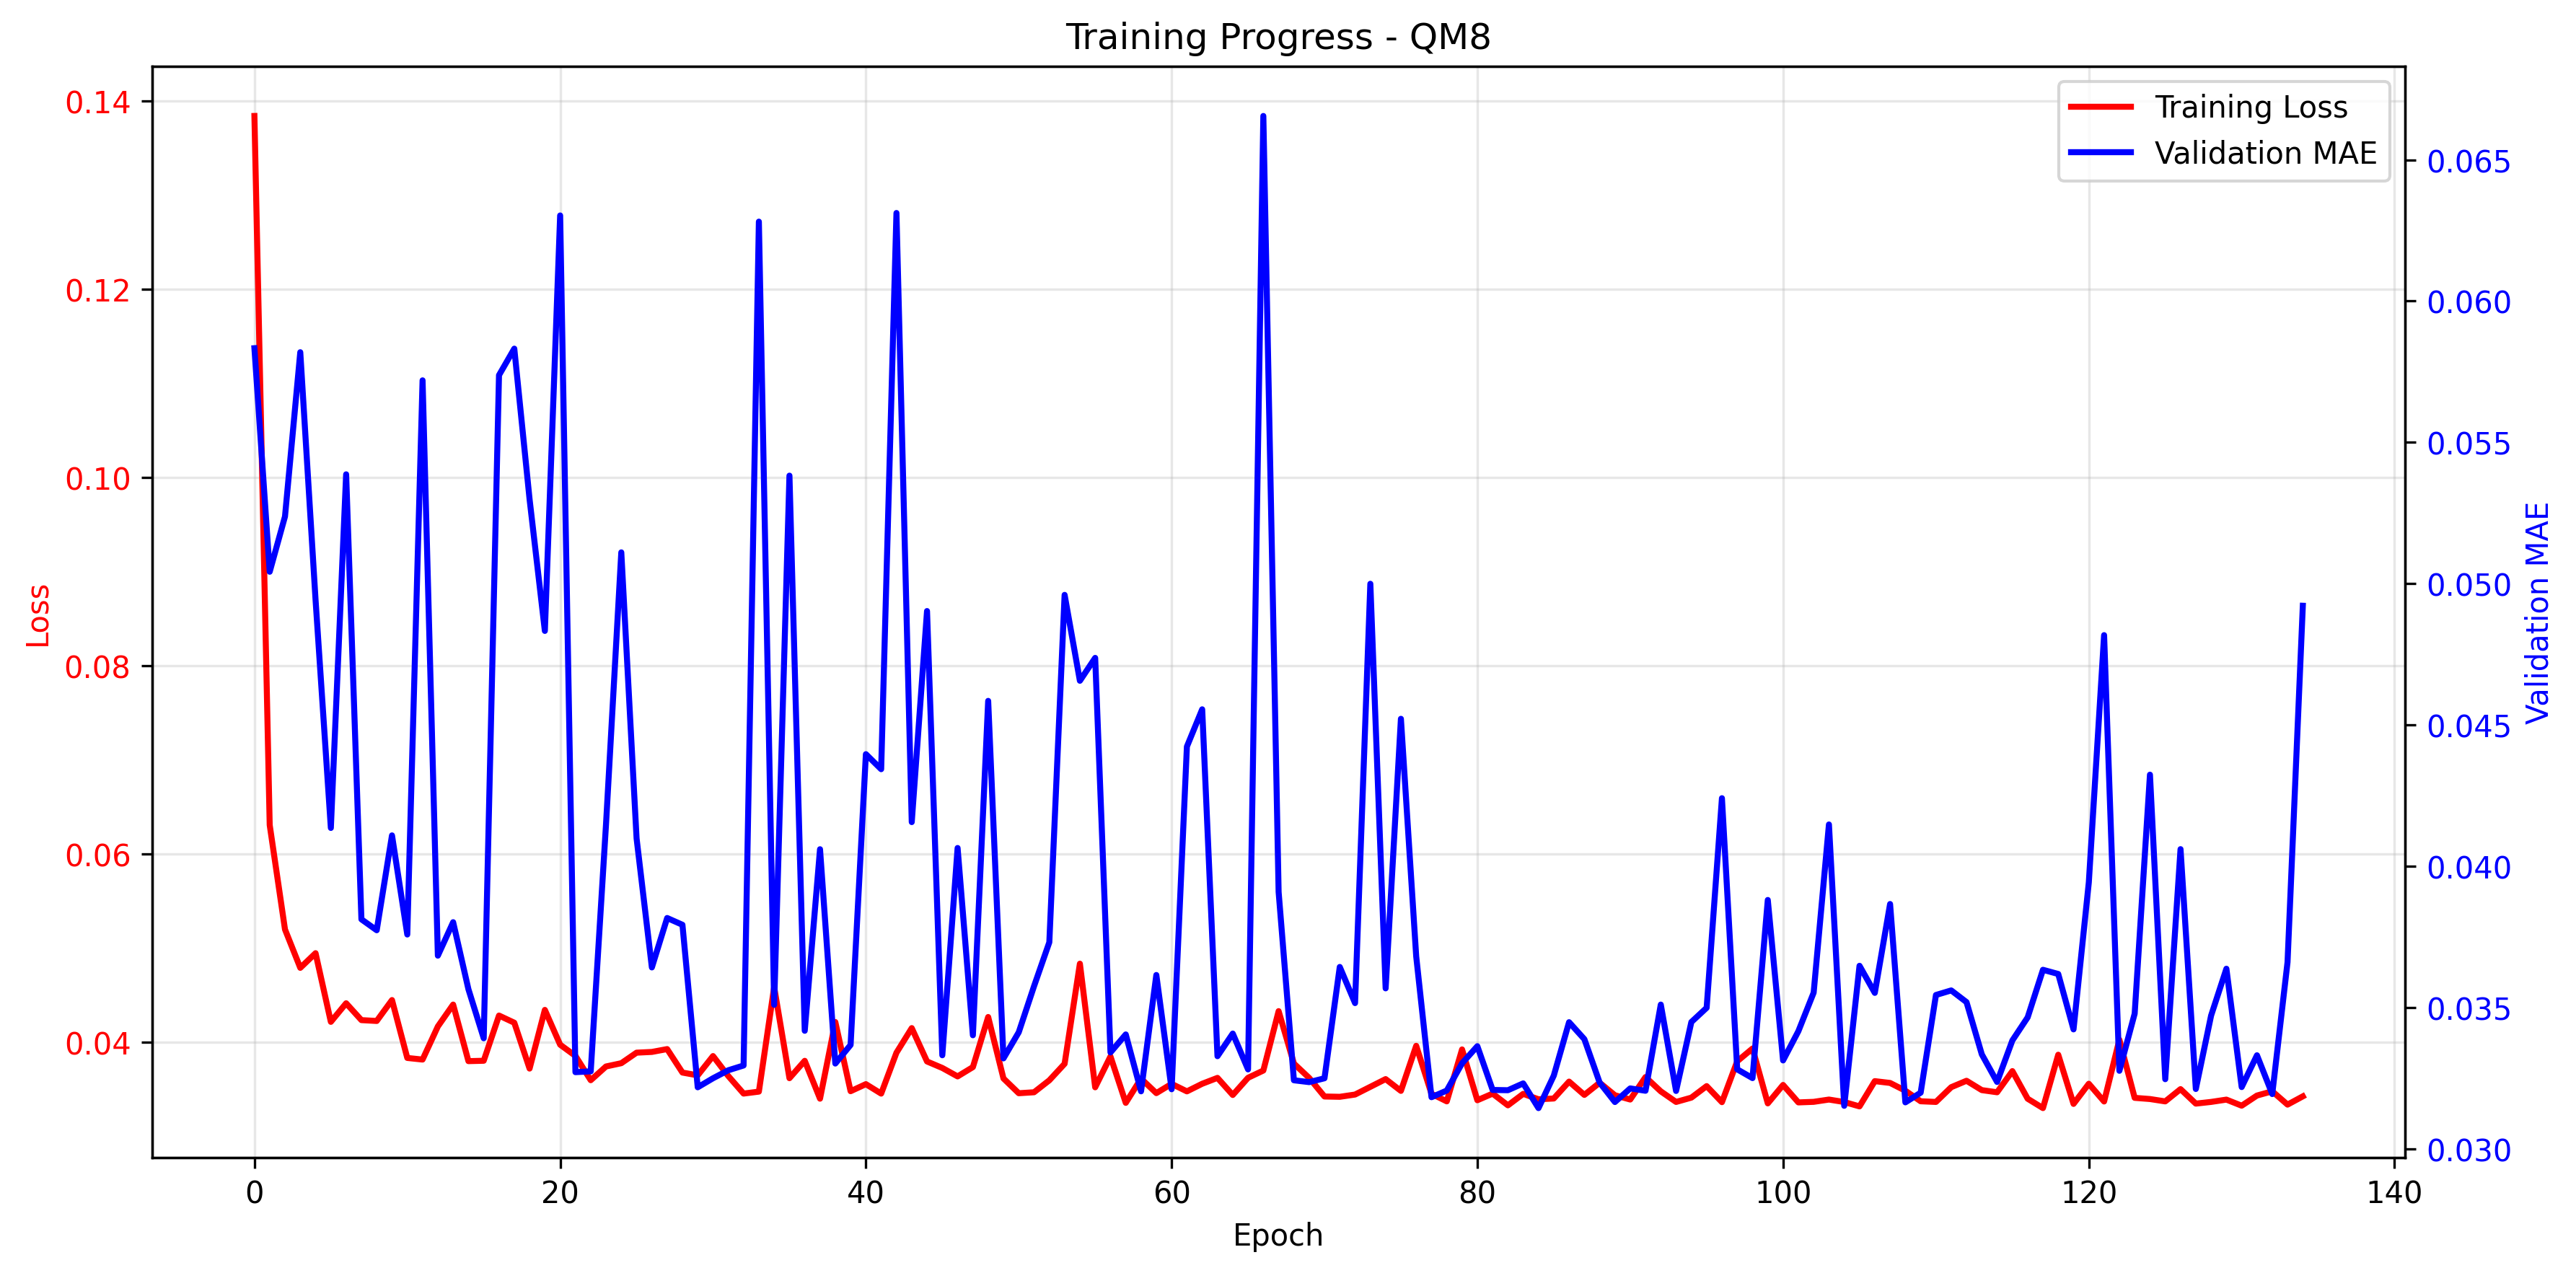 Training Progress - QM8
Training Loss
Validation MAE
0.14
0.12
0.10
0.08
0.06
0.04
Loss
0.065
0.060
0.055
0.050
0.045
0.040
0.035
0.030
Validation MAE
0 20 40 60 80 100 120 140
Epoch